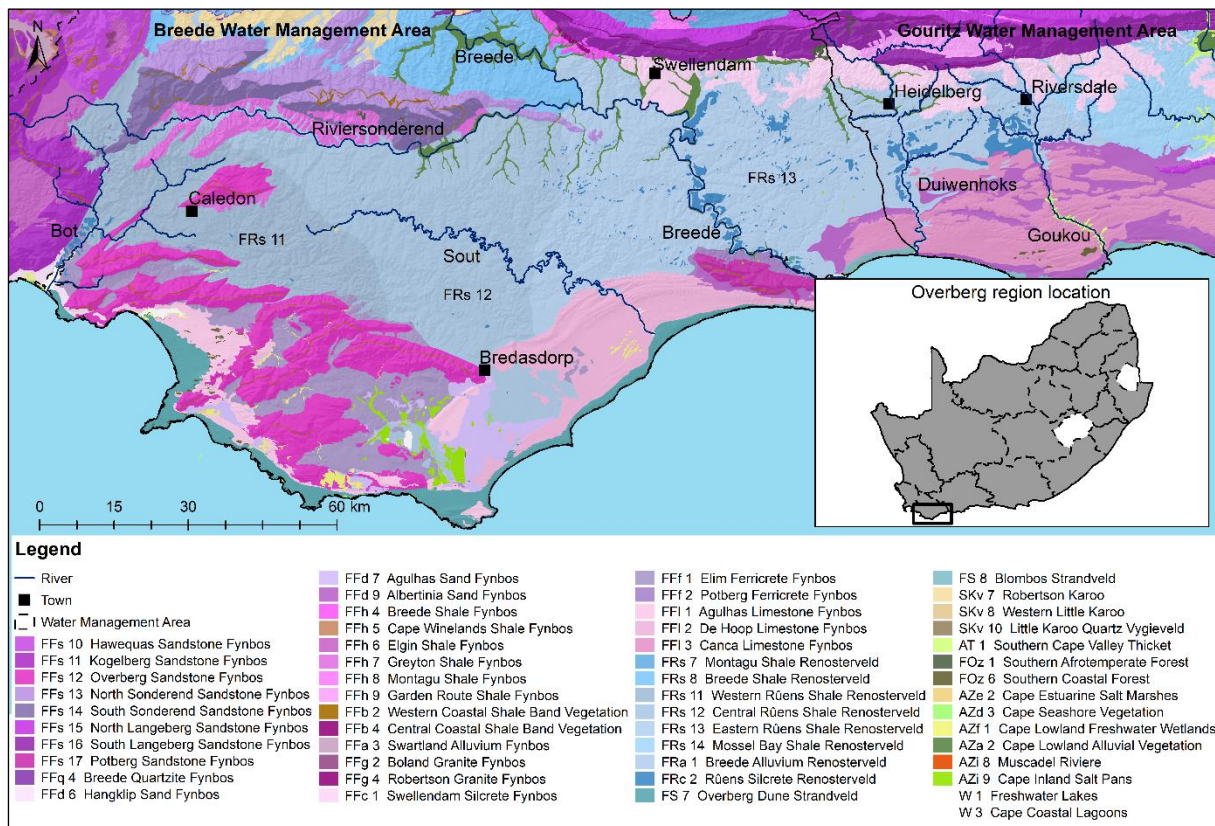 N
Breede Water Management Area
Gouritz Water Management Area
Breede
Swellendam
Heidelberg
Riversdale
Riviersonderend
FRs 13
Duiwenhoks
Caledon
Bot
FRs 11
Breede
Goukou
Sout
FRs 12
Overberg region location
Bredasdorp
0 15 30 60 km
Legend
River
Town
Water Management Area
FFs 10 Hawequas Sandstone Fynbos
FFs 11 Kogelberg Sandstone Fynbos
FFs 12 Overberg Sandstone Fynbos
FFs 13 North Sonderend Sandstone Fynbos
FFs 14 South Sonderend Sandstone Fynbos
FFs 15 North Langeberg Sandstone Fynbos
FFs 16 South Langeberg Sandstone Fynbos
FFs 17 Potberg Sandstone Fynbos
FFq 4 Breede Quartzite Fynbos
FFd 6 Hangklip Sand Fynbos
FFd 7 Agulhas Sand Fynbos
FFd 9 Albertinia Sand Fynbos
FFh 4 Breede Shale Fynbos
FFh 5 Cape Winelands Shale Fynbos
FFh 6 Elgin Shale Fynbos
FFh 7 Greyton Shale Fynbos
FFh 8 Montagu Shale Fynbos
FFh 9 Garden Route Shale Fynbos
FFb 2 Western Coastal Shale Band Vegetation
FFb 4 Central Coastal Shale Band Vegetation
FFa 3 Swartland Alluvium Fynbos
FFg 2 Boland Granite Fynbos
FFg 4 Robertson Granite Fynbos
FFc 1 Swellendam Silcrete Fynbos
FFf 1 Elim Ferricrete Fynbos
FFf 2 Potberg Ferricrete Fynbos
FFl 1 Agulhas Limestone Fynbos
FFl 2 De Hoop Limestone Fynbos
FFl 3 Canca Limestone Fynbos
FRs 7 Montagu Shale Renosterveld
FRs 8 Breede Shale Renosterveld
FRs 11 Western Rûens Shale Renosterveld
FRs 12 Central Rûens Shale Renosterveld
FRs 13 Eastern Rûens Shale Renosterveld
FRs 14 Mossel Bay Shale Renosterveld
FRa 1 Breede Alluvium Renosterveld
FRc 2 Rûens Silcrete Renosterveld
FS 7 Overberg Dune Strandveld
FS 8 Blombos Strandveld
SKv 7 Robertson Karoo
SKv 8 Western Little Karoo
SKv 10 Little Karoo Quartz Vygieveld
AT 1 Southern Cape Valley Thicket
FOz 1 Southern Afrotemperate Forest
FOz 6 Southern Coastal Forest
AZe 2 Cape Estuarine Salt Marshes
AZd 3 Cape Seashore Vegetation
AZf 1 Cape Lowland Freshwater Wetlands
AZa 2 Cape Lowland Alluvial Vegetation
AZi 8 Muscadel Riviere
AZi 9 Cape Inland Salt Pans
W 1 Freshwater Lakes
W 3 Cape Coastal Lagoons